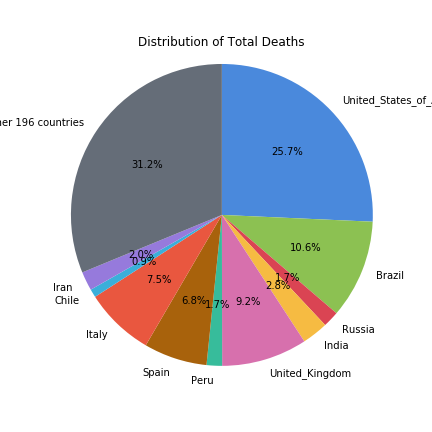 Distribution of Total Deaths
United_States_of_
25.7%
her 196 countries
31.2%
10.6%
Brazil
2.0%
0.9%
1.7%
2.8%
Iran
Chile
7.5%
6.8%
1.7%
9.2%
Russia
India
Italy
Spain
Peru
United_Kingdom